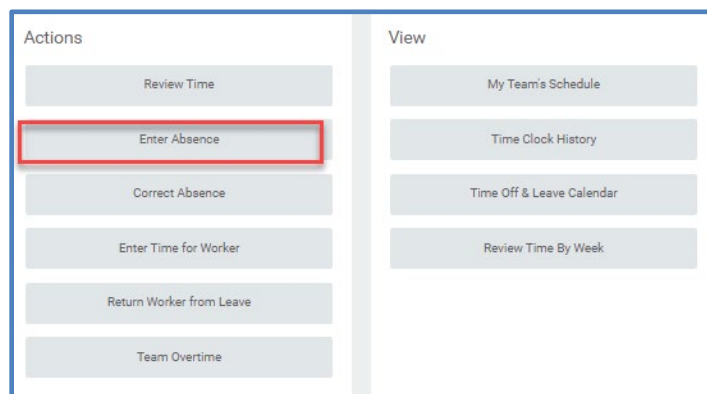 Actions
Review Time
Enter Absence
Correct Absence
Enter Time for Worker
Return Worker from Leave
Team Overtime
View
My Team's Schedule
Time Clock History
Time Off & Leave Calendar
Review Time By Week